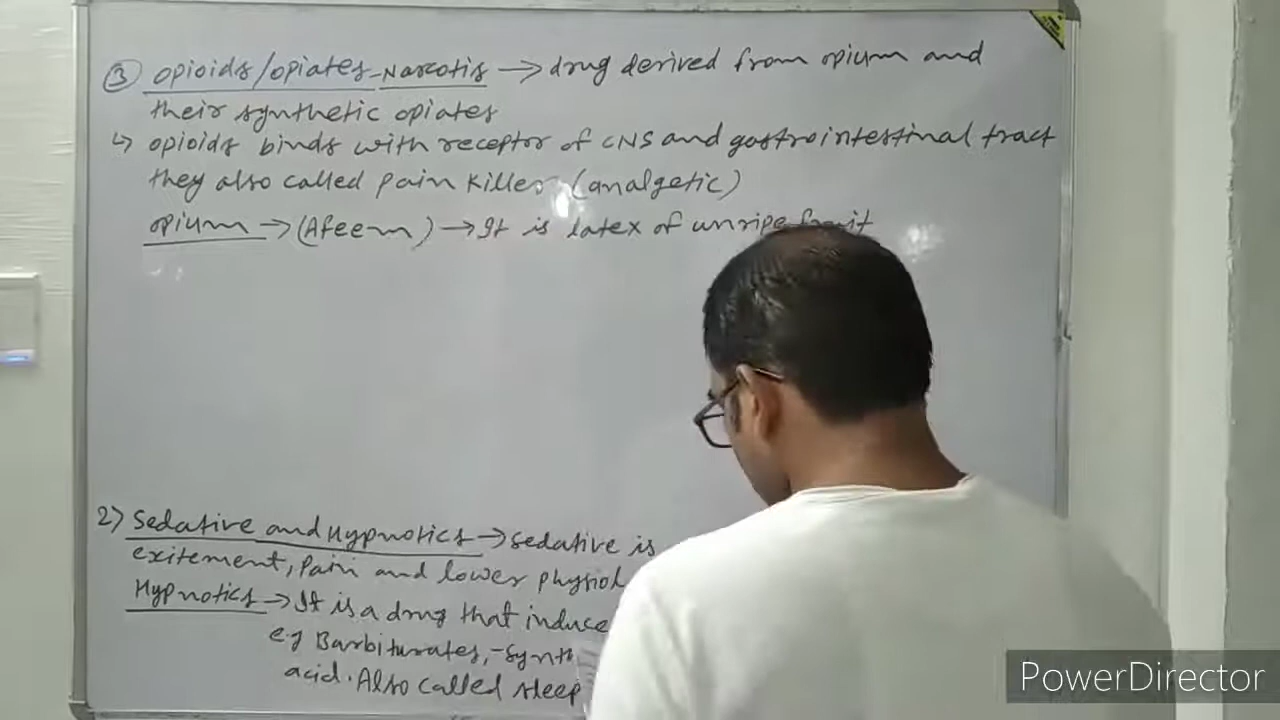 ③ opioids/opiates-Narcotis → drug derived from opium and
their synthetic opiates
↳ opioids binds with receptor of CNS and gastrointestinal tract
they also called pain killer (analgetic)
opium → (Afeem) → It is latex of unripe fruit
2) Sedative and Hypnotics → Sedative is
exitement, Pain and lower physiol
Hypnotics → It is a drug that induce
eg Barbiturates, - Synth
acid. Also called sleep
PowerDirector